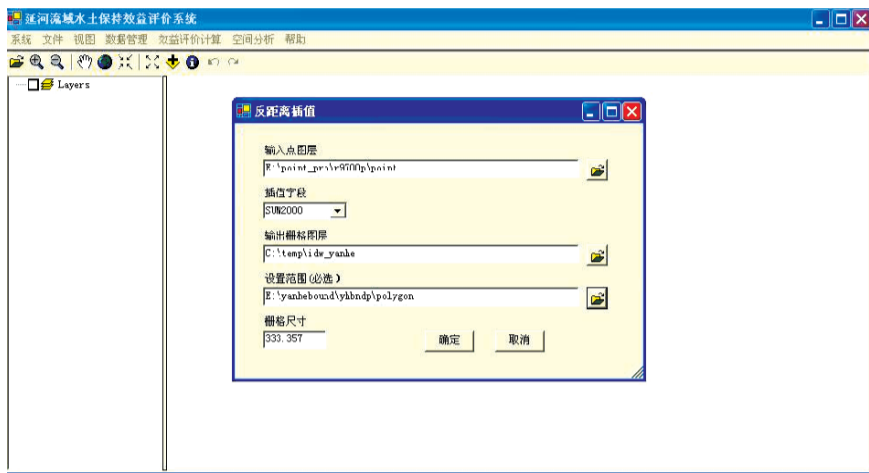 延河流域水土保持效益评价系统
系统 文件 视图 数据管理 效益评价计算 空间分析 帮助
Layers
反距离插值
输入点图层
E:\point_pro\r9700p\point
插值字段
SUM2000
输出栅格图层
C:\temp\idw_yanhe
设置范围(必选)
E:\yanhebound\yhbndp\polygon
栅格尺寸
333.357
确定 取消